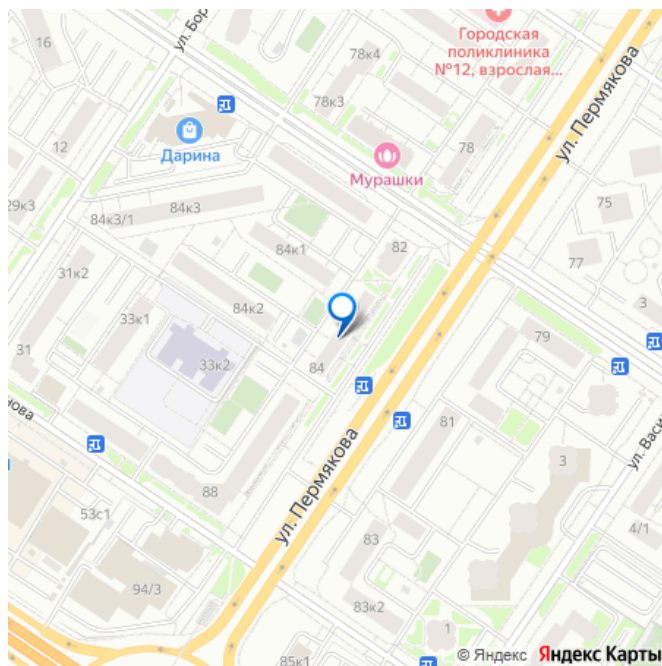 16
ул. Бор
78к4
Городская
поликлиника
№12, взрослая...
ул. Пермякова
78к3
12
Дарина
Мурашки
78
29к3
84к3/1
84к3
75
31к2
84к1
82
77
3
84к2
33к1
79
31
33к2
84
нова
81
ул. Васи
88
3
ул. Пермякова
53с1
4/1
83
94/3
83к2
1
85к1
© Яндекс Яндекс Карты